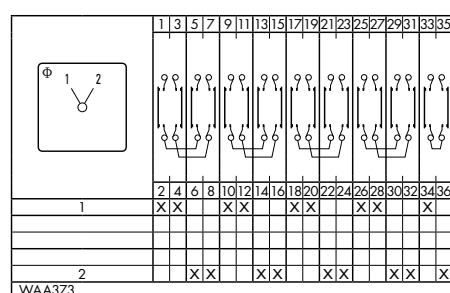 1 3 5 7 9 11 13 15 17 19 21 23 25 27 29 31 33 35
Φ 1 2
2 4 6 8 10 12 14 16 18 20 22 24 26 28 30 32 34 36
1 X X X X X X X X X
2 X X X X X X X X X
WAA373